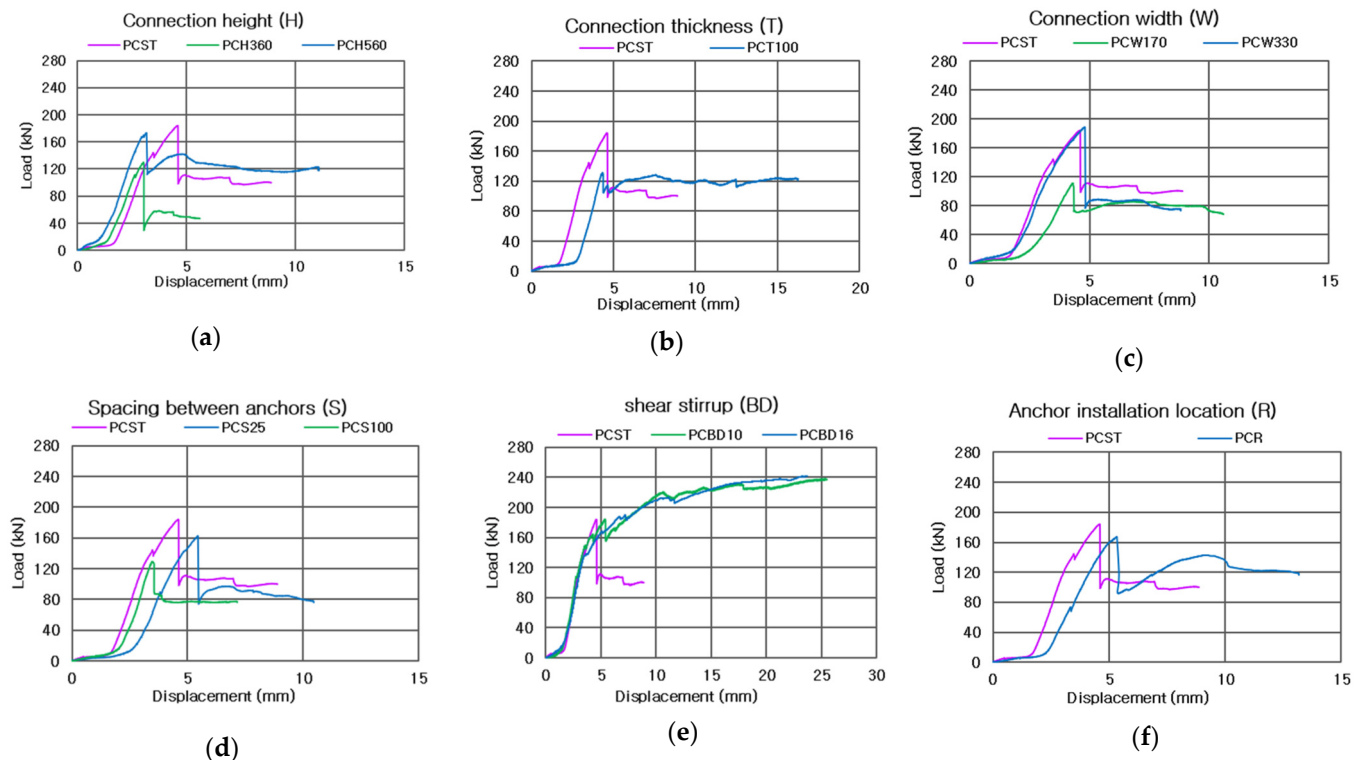 Connection height (H)
PCST PCH360 PCH560
280
240
200
160
120
80
40
0
Load (kN)
0 5 10 15
Displacement (mm)
(a)
Connection thickness (T)
PCST PCT100
280
240
200
160
120
80
40
0
Load (kN)
0 5 10 15 20
Displacement (mm)
(b)
Connection width (W)
PCST PCW170 PCW330
280
240
200
160
120
80
40
0
Load (kN)
0 5 10 15
Displacement (mm)
(c)
Spacing between anchors (S)
PCST PCS25 PCS100
280
240
200
160
120
80
40
0
Load (kN)
0 5 10 15
Displacement (mm)
(d)
shear stirrup (BD)
PCST PCBD10 PCBD16
280
240
200
160
120
80
40
0
Load (kN)
0 5 10 15 20 25 30
Displacement (mm)
(e)
Anchor installation location (R)
PCST PCR
280
240
200
160
120
80
40
0
Load (kN)
0 5 10 15
Displacement (mm)
(f)